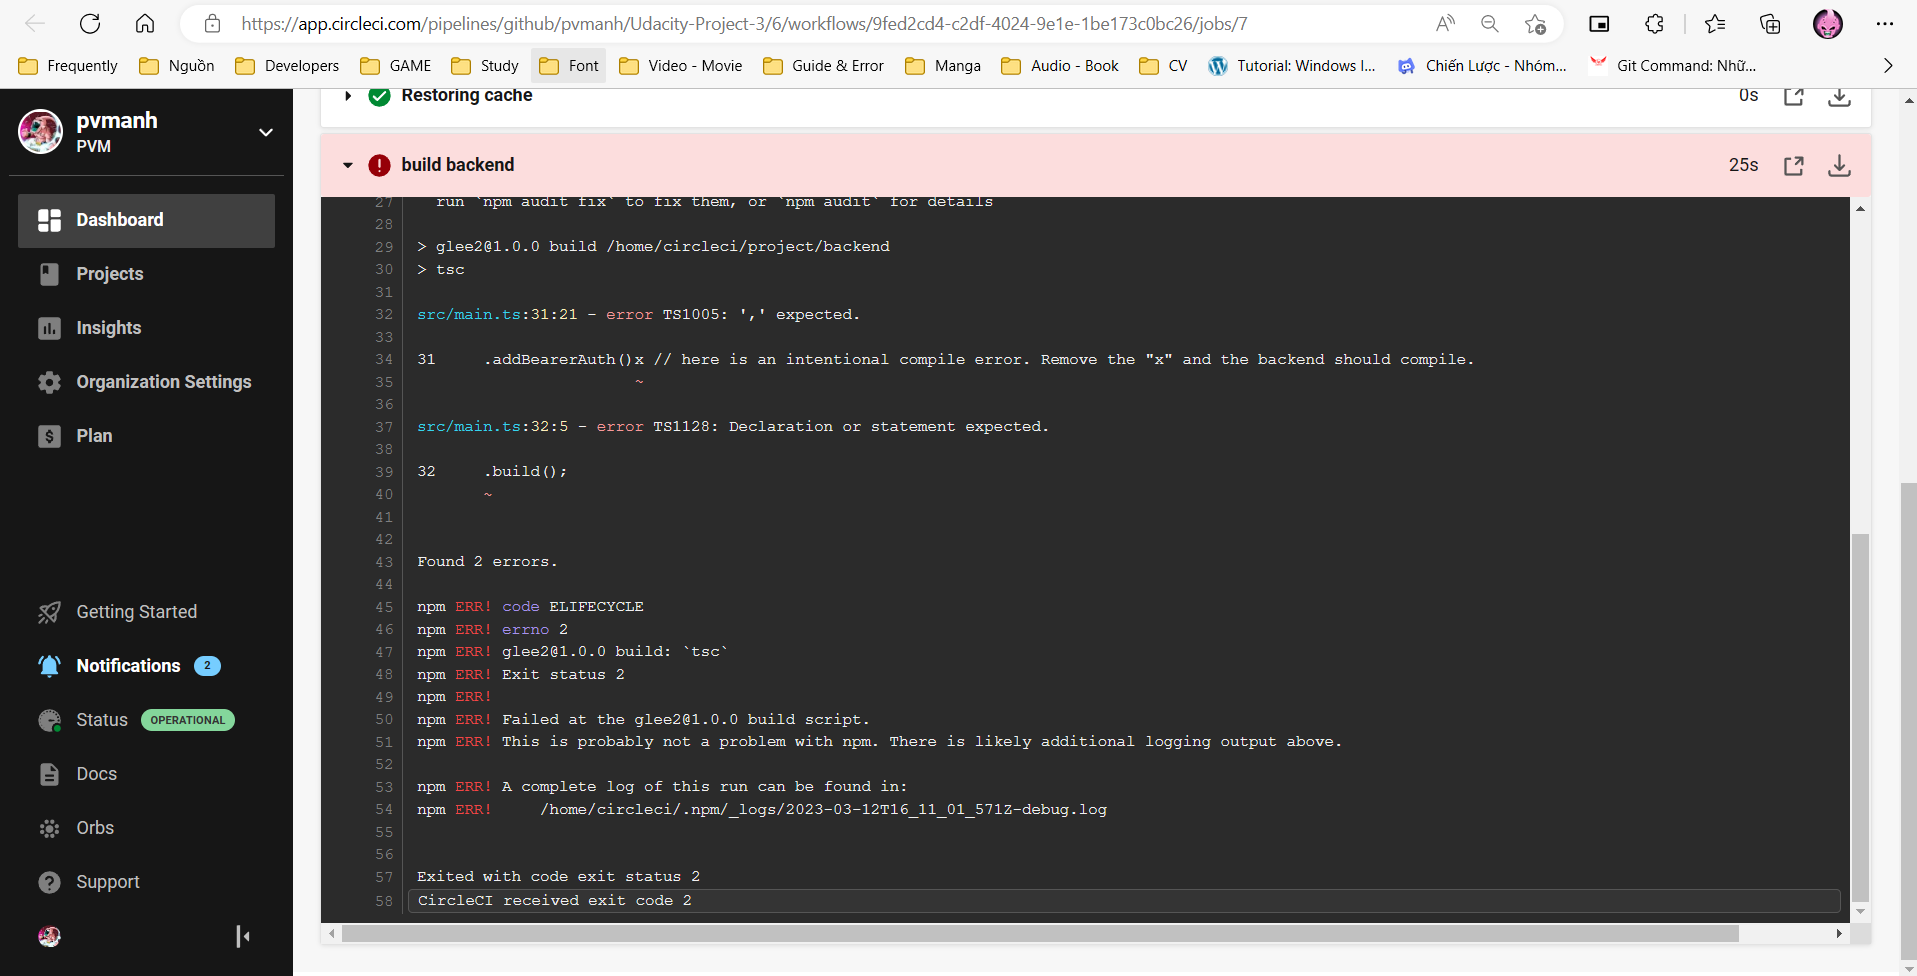 https://app.circleci.com/pipelines/github/pvmanh/Udacity-Project-3/6/workflows/9fed2cd4-c2df-4024-9e1e-1be173c0bc26/jobs/7
Frequently Nguồn Developers GAME Study Font Video - Movie Guide & Error Manga Audio - Book CV Tutorial: Windows I... Chiến Lược - Nhóm... Git Command: Nhữ...
pvmanh
PVM
Dashboard
Projects
Insights
Organization Settings
Plan
Getting Started
Notifications 2
Status OPERATIONAL
Docs
Orbs
Support
Restoring cache 0s
build backend 25s
27 run `npm audit fix` to fix them, or `npm audit` for details
28
29 > glee2@1.0.0 build /home/circleci/project/backend
30 > tsc
31
32 src/main.ts:31:21 - error TS1005: ',' expected.
33
34 31 .addBearerAuth()x // here is an intentional compile error. Remove the "x" and the backend should compile.
35 ~
36
37 src/main.ts:32:5 - error TS1128: Declaration or statement expected.
38
39 32 .build();
40 ~
41
42
43 Found 2 errors.
44
45 npm ERR! code ELIFECYCLE
46 npm ERR! errno 2
47 npm ERR! glee2@1.0.0 build: `tsc`
48 npm ERR! Exit status 2
49 npm ERR!
50 npm ERR! Failed at the glee2@1.0.0 build script.
51 npm ERR! This is probably not a problem with npm. There is likely additional logging output above.
52
53 npm ERR! A complete log of this run can be found in:
54 npm ERR! /home/circleci/.npm/_logs/2023-03-12T16_11_01_571Z-debug.log
55
56
57 Exited with code exit status 2
58 CircleCI received exit code 2